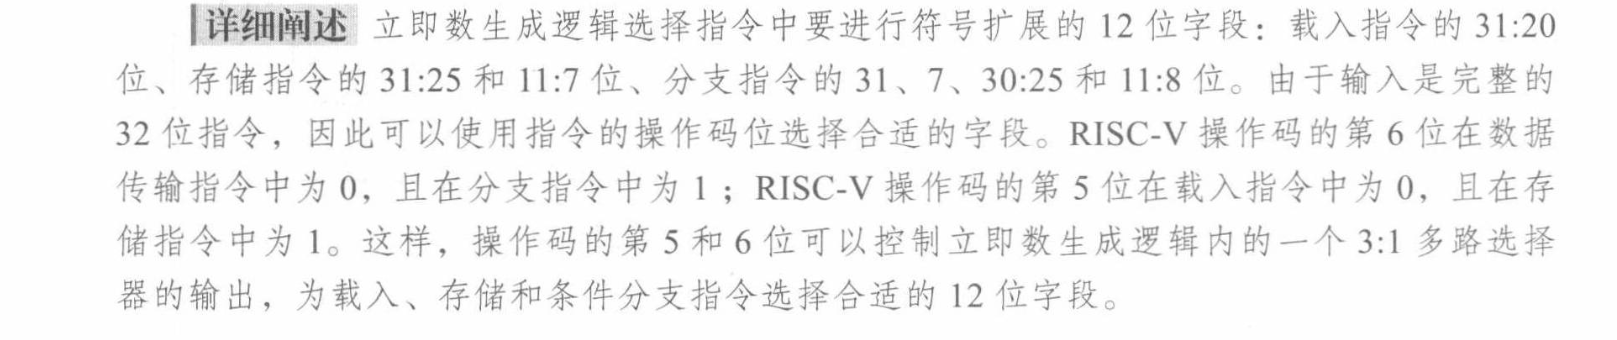 详细阐述 立即数生成逻辑选择指令中要进行符号扩展的 12 位字段：载入指令的 31:20
位、存储指令的 31:25 和 11:7 位、分支指令的 31、7、30:25 和 11:8 位。由于输入是完整的
32 位指令，因此可以使用指令的操作码位选择合适的字段。RISC-V 操作码的第 6 位在数据
传输指令中为 0，且在分支指令中为 1；RISC-V 操作码的第 5 位在载入指令中为 0，且在存
储指令中为 1。这样，操作码的第 5 和 6 位可以控制立即数生成逻辑内的一个 3:1 多路选择
器的输出，为载入、存储和条件分支指令选择合适的 12 位字段。